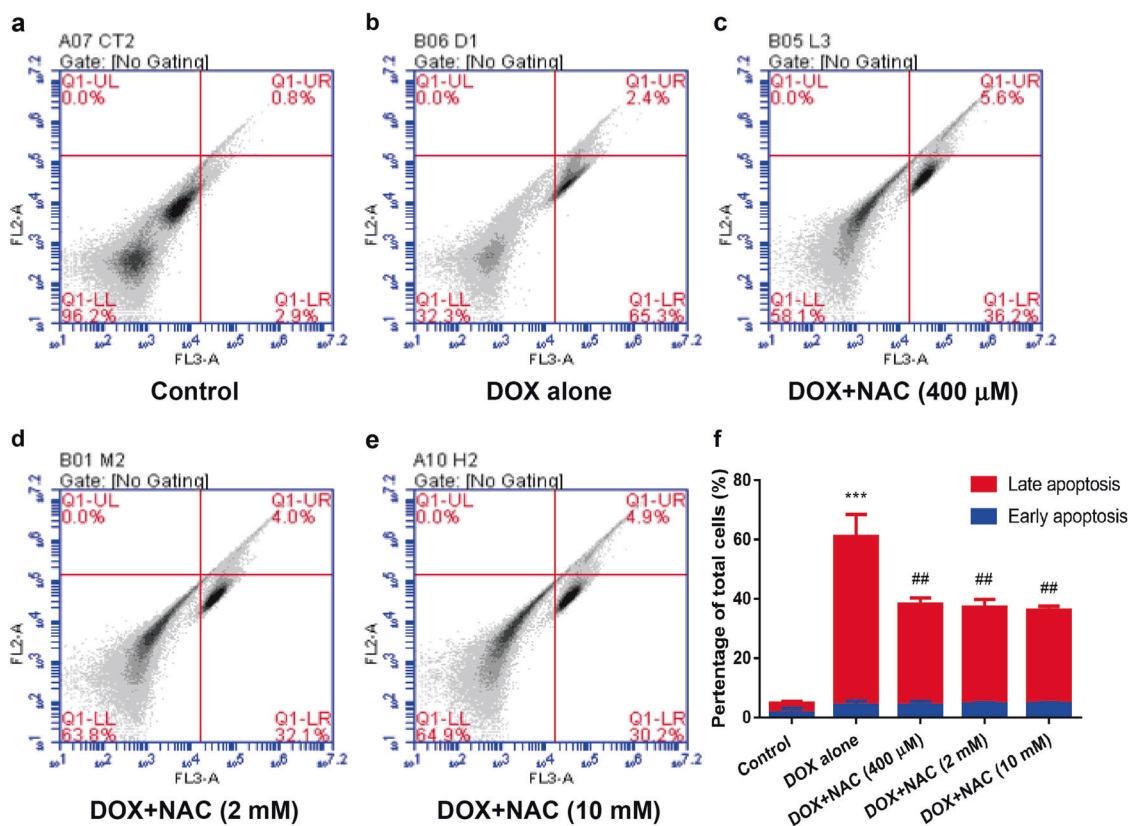 a
A07 CT2
Gate: [No Gating]
Q1-UL
0.0%
Q1-UR
0.8%
Q1-LL
96.2%
Q1-LR
2.9%
FL2-A
FL3-A
Control
b
B06 D1
Gate: [No Gating]
Q1-UL
0.0%
Q1-UR
2.4%
Q1-LL
32.3%
Q1-LR
65.3%
FL2-A
FL3-A
DOX alone
c
B05 L3
Gate: [No Gating]
Q1-UL
0.0%
Q1-UR
5.6%
Q1-LL
58.1%
Q1-LR
36.2%
FL2-A
FL3-A
DOX+NAC (400 μM)
d
B01 M2
Gate: [No Gating]
Q1-UL
0.0%
Q1-UR
4.0%
Q1-LL
63.8%
Q1-LR
32.1%
FL2-A
FL3-A
DOX+NAC (2 mM)
e
A10 H2
Gate: [No Gating]
Q1-UL
0.0%
Q1-UR
4.9%
Q1-LL
64.9%
Q1-LR
30.2%
FL2-A
FL3-A
DOX+NAC (10 mM)
f
Pertentage of total cells (%)
80
60
40
20
0
***
##
##
##
Late apoptosis
Early apoptosis
Control
DOX alone
DOX+NAC (400 μM)
DOX+NAC (2 mM)
DOX+NAC (10 mM)